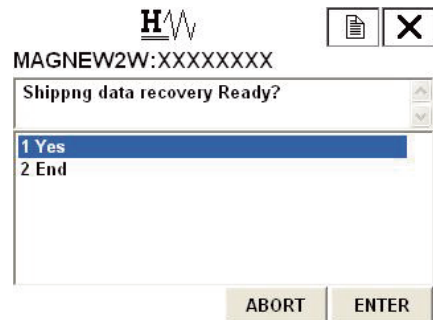 H
MAGNEW2W:XXXXXXXX
Shippng data recovery Ready?
1 Yes
2 End
ABORT ENTER